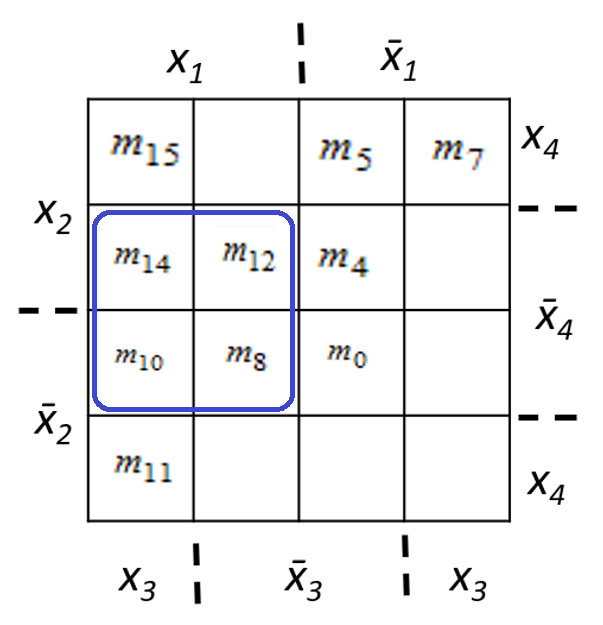 x₁ x̄₁
m₁₅ m₅ m₇ x₄
x₂
m₁₄ m₁₂ m₄
x̄₄
m₁₀ m₈ m₀
x̄₂
m₁₁ x₄
x₃ x̄₃ x₃